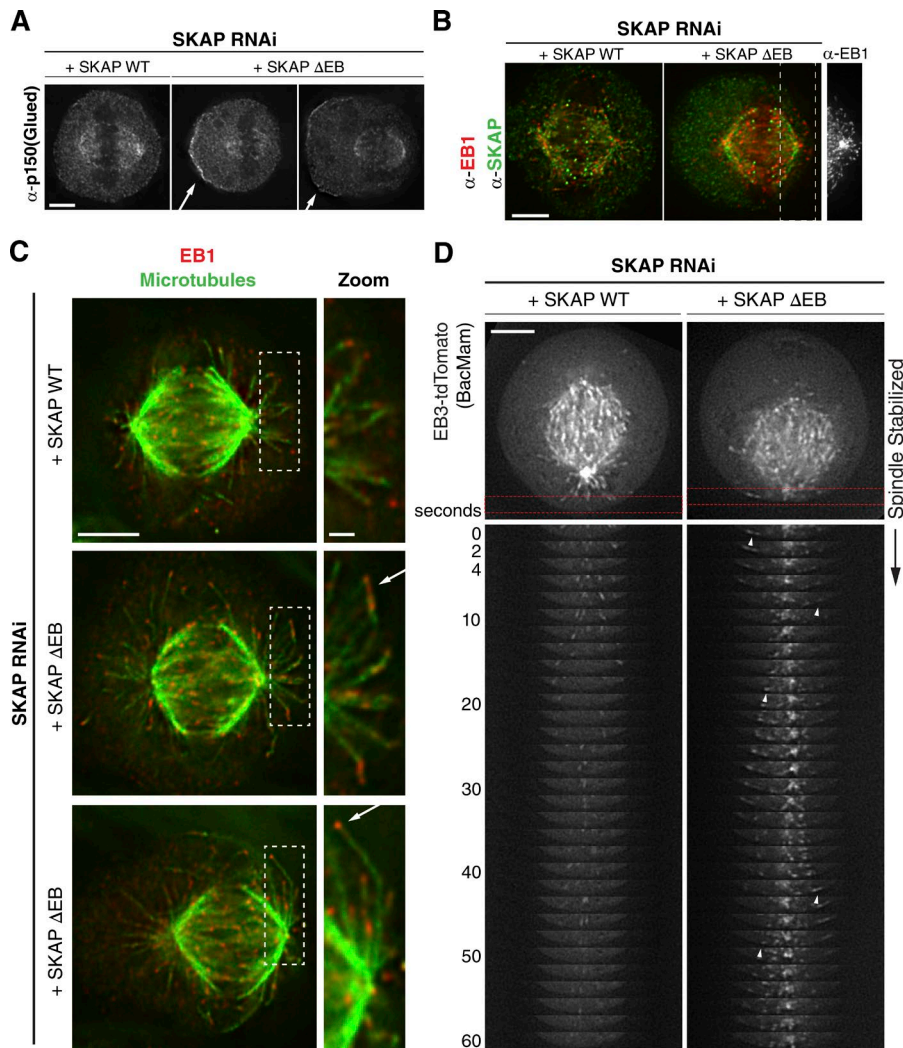 A
SKAP RNAi
+ SKAP WT
+ SKAP ΔEB
α-p150(Glued)
B
SKAP RNAi
+ SKAP WT
+ SKAP ΔEB
α-EB1
α-EB1
α-SKAP
C
EB1
Microtubules
Zoom
SKAP RNAi
+ SKAP WT
+ SKAP ΔEB
+ SKAP ΔEB
D
SKAP RNAi
+ SKAP WT
+ SKAP ΔEB
EB3-tdTomato
(BacMam)
Spindle Stabilized
seconds
0
2
4
10
20
30
40
50
60